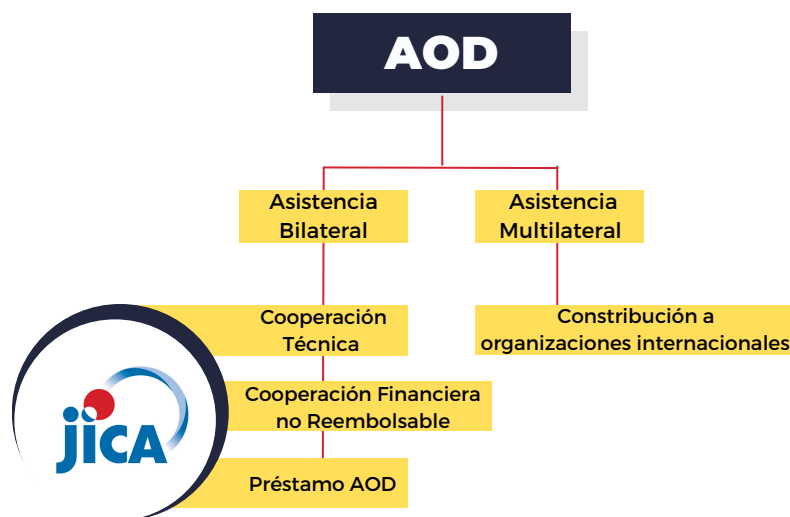 AOD
Asistencia
Bilateral
Asistencia
Multilateral
Cooperación
Técnica
Constribución a
organizaciones internacionales
Cooperación Financiera
no Reembolsable
Préstamo AOD
jica